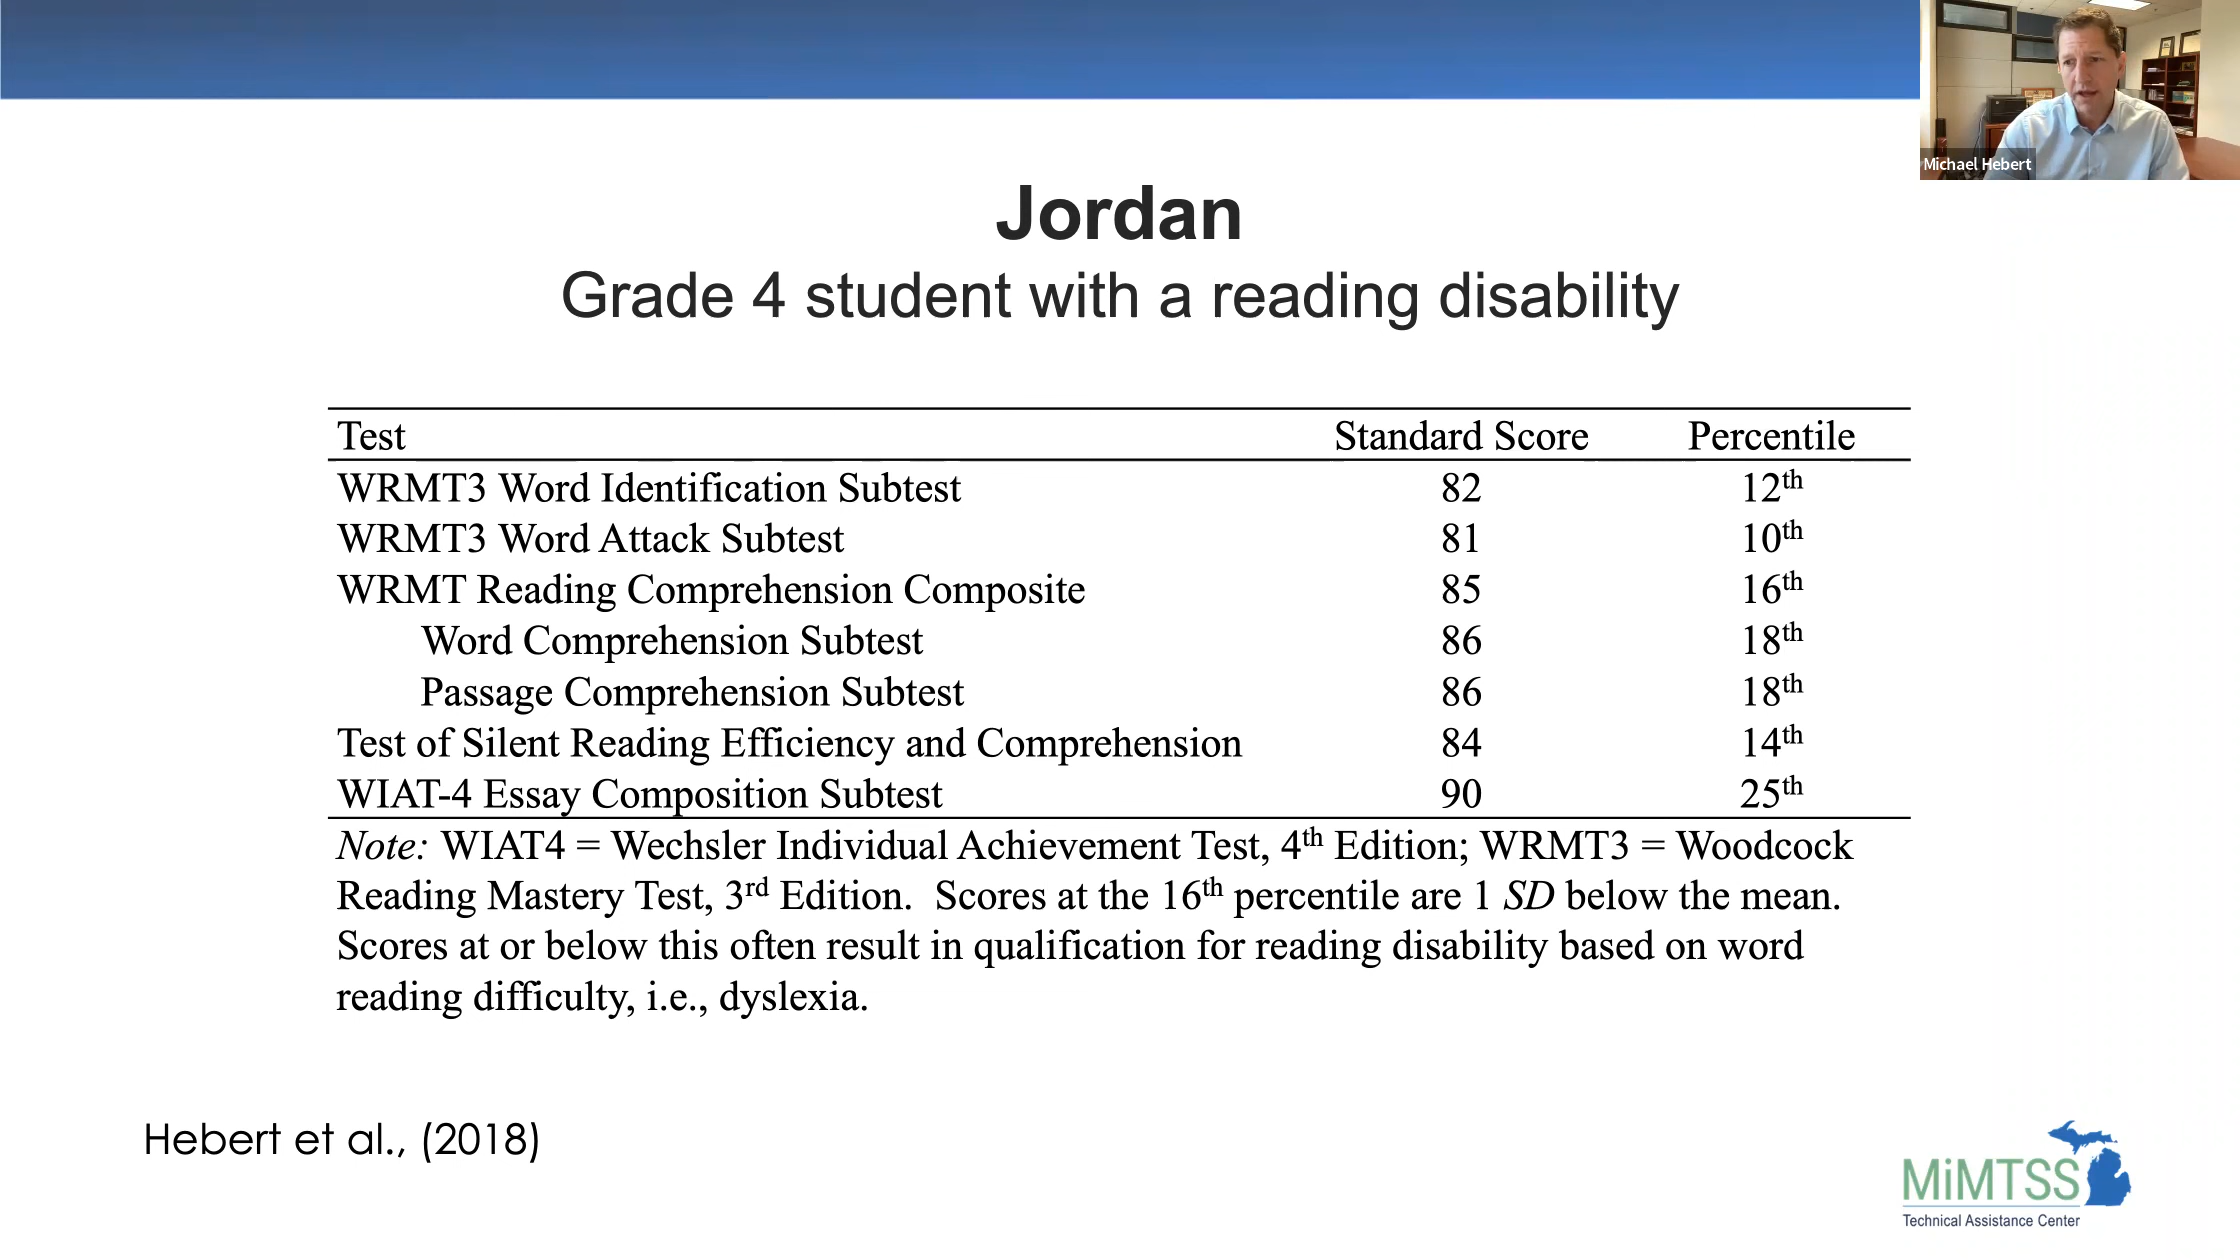 Michael Hebert
Jordan
Grade 4 student with a reading disability
Test Standard Score Percentile
WRMT3 Word Identification Subtest 82 12th
WRMT3 Word Attack Subtest 81 10th
WRMT Reading Comprehension Composite 85 16th
Word Comprehension Subtest 86 18th
Passage Comprehension Subtest 86 18th
Test of Silent Reading Efficiency and Comprehension 84 14th
WIAT-4 Essay Composition Subtest 90 25th
Note: WIAT4 = Wechsler Individual Achievement Test, 4th Edition; WRMT3 = Woodcock
Reading Mastery Test, 3rd Edition. Scores at the 16th percentile are 1 SD below the mean.
Scores at or below this often result in qualification for reading disability based on word
reading difficulty, i.e., dyslexia.
Hebert et al., (2018)
MiMTSS
Technical Assistance Center